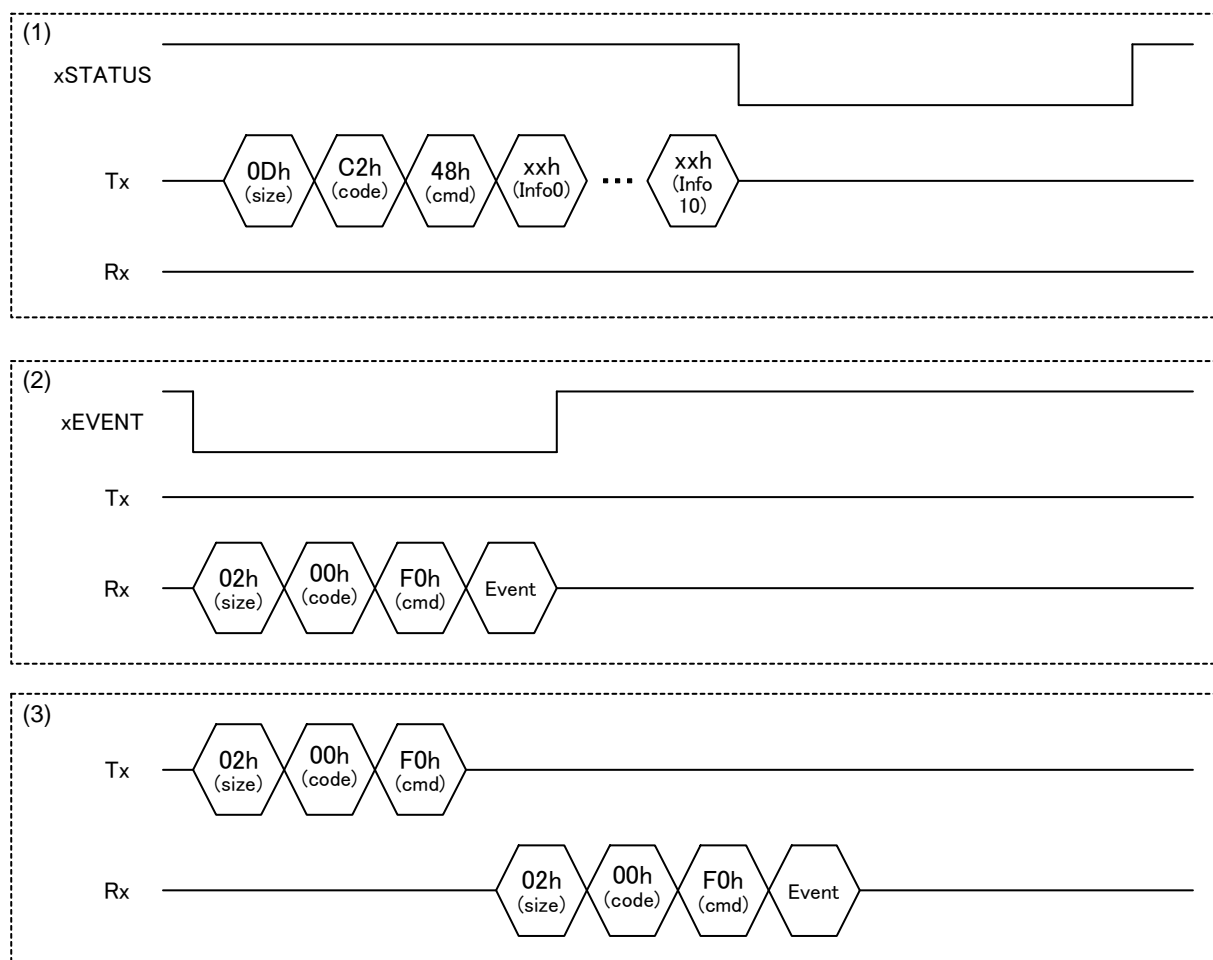 (1)
xSTATUS
Tx
0Dh
(size)
C2h
(code)
48h
(cmd)
xxh
(Info0)
...
xxh
(Info
10)
Rx
(2)
xEVENT
Tx
Rx
02h
(size)
00h
(code)
F0h
(cmd)
Event
(3)
Tx
02h
(size)
00h
(code)
F0h
(cmd)
Rx
02h
(size)
00h
(code)
F0h
(cmd)
Event